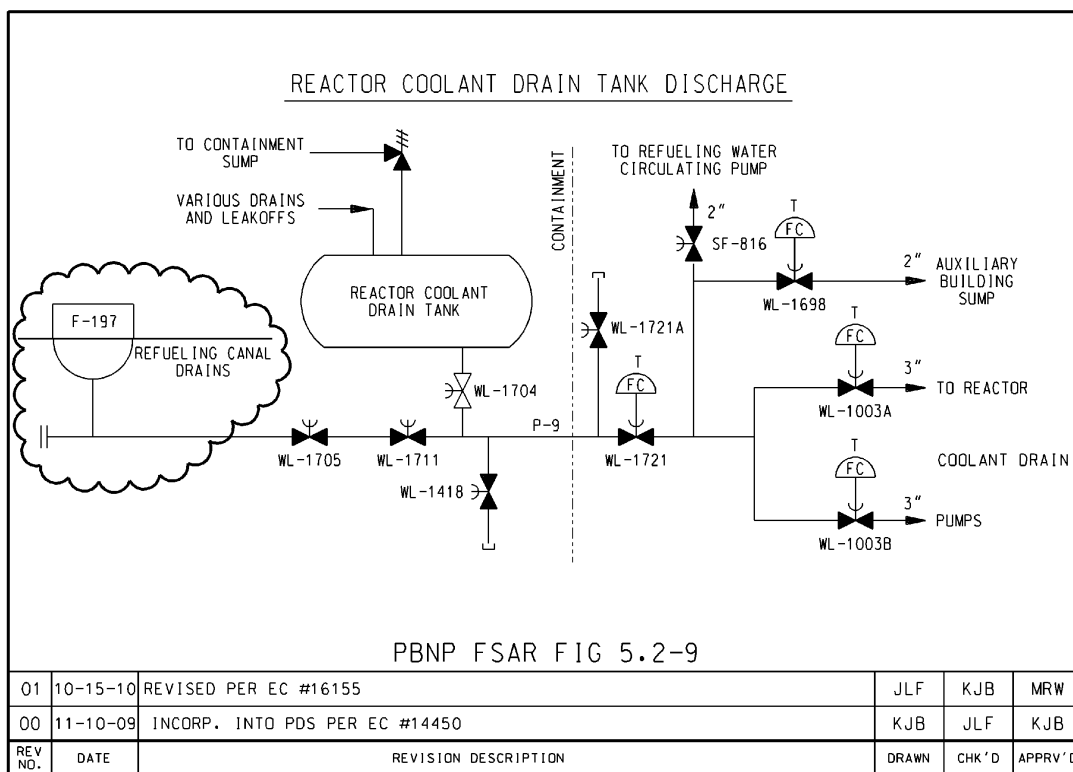 REACTOR COOLANT DRAIN TANK DISCHARGE
TO CONTAINMENT
SUMP
VARIOUS DRAINS
AND LEAKOFFS
CONTAINMENT
TO REFUELING WATER
CIRCULATING PUMP
2"
SF-816
T
FC
WL-1698
2"
AUXILIARY
BUILDING
SUMP
REACTOR COOLANT
DRAIN TANK
F-197
REFUELING CANAL
DRAINS
WL-1721A
T
FC
WL-1721
T
FC
WL-1003A
3"
TO REACTOR
WL-1704
P-9
WL-1705
WL-1711
WL-1418
COOLANT DRAIN
T
FC
WL-1003B
3"
PUMPS
PBNP FSAR FIG 5.2-9
01 10-15-10 REVISED PER EC #16155 JLF KJB MRW
00 11-10-09 INCORP. INTO PDS PER EC #14450 KJB JLF KJB
REV NO. DATE REVISION DESCRIPTION DRAWN CHK'D APPRV'D